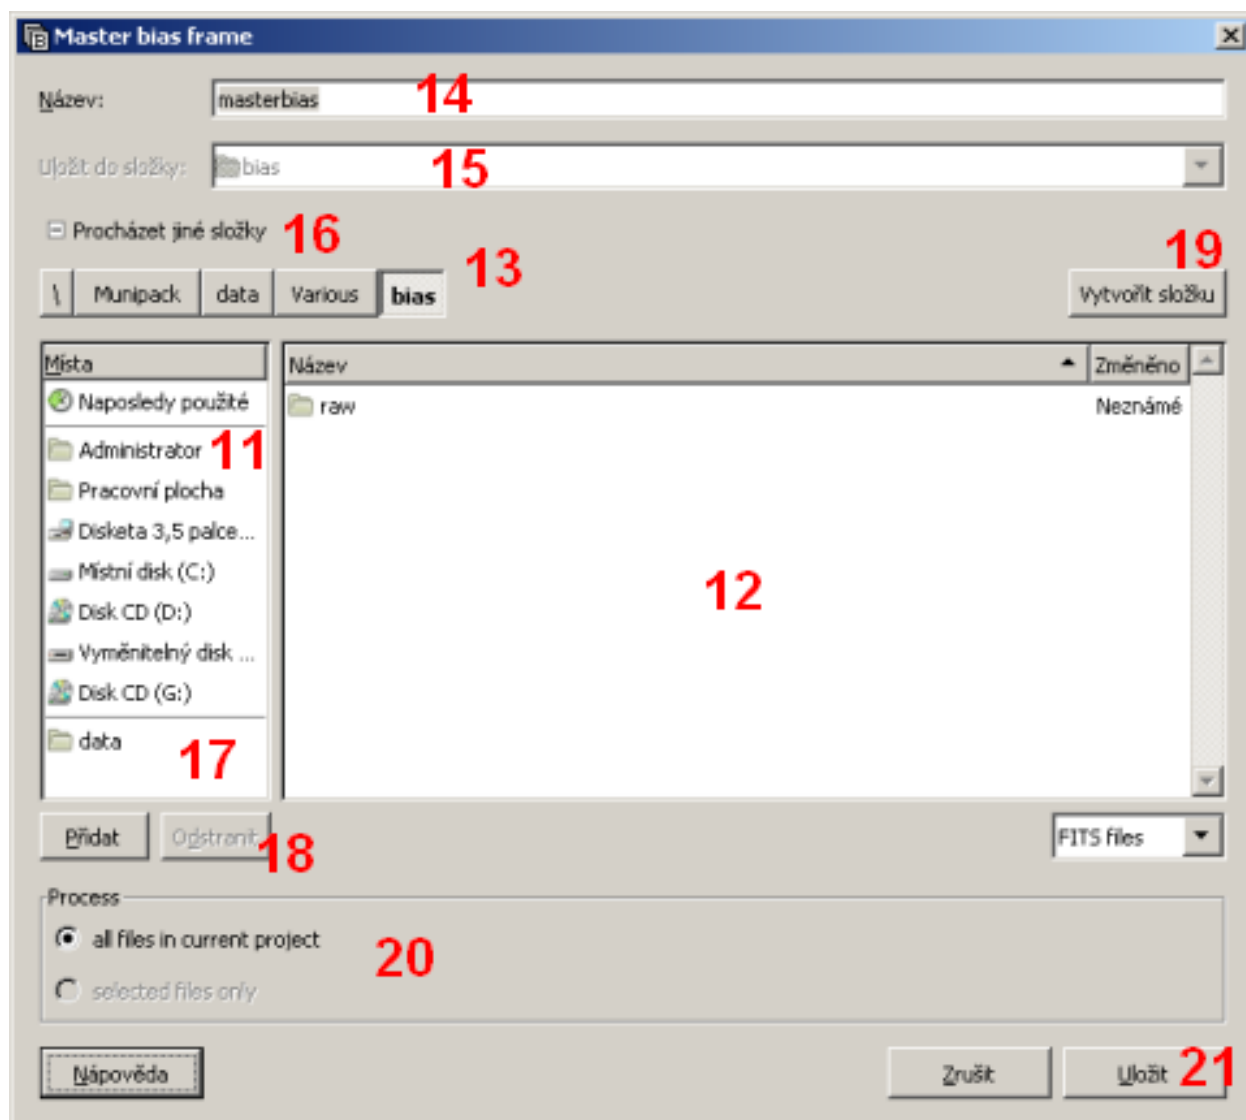 Master bias frame
Název: masterbias 14
Uložit do složky: bias 15
Procházet jiné složky 16
13 19
\ Munipack data Various bias Vytvořit složku
Místa Název Změněno
Naposledy použité raw Neznámé
Administrator 11
Pracovní plocha
Disketa 3,5 palce...
Místní disk (C:) 12
Disk CD (D:)
Vyměnitelný disk ...
Disk CD (G:)
data 17
Přidat Odstranit 18 FITS files
Process
all files in current project 20
selected files only
Nápověda Zrušit Uložit 21